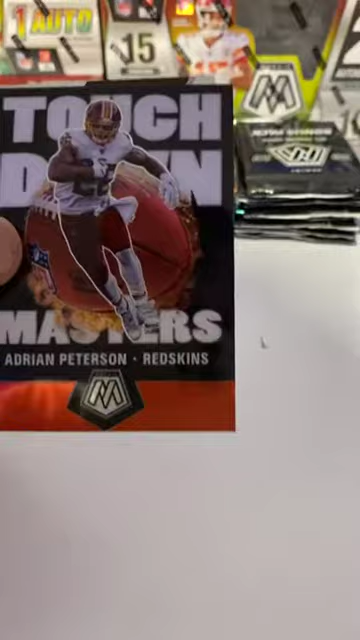 1 AUTO
15
TOUCH
DOWN
MASTERS
ADRIAN PETERSON · REDSKINS